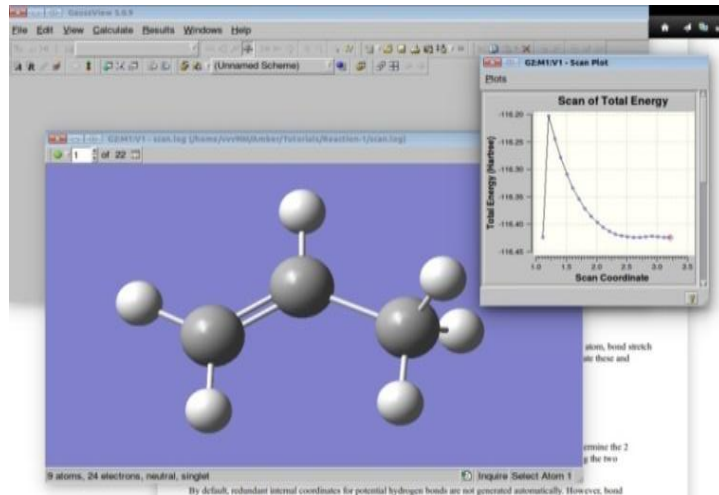 GaussView 5.0.9
File Edit View Calculate Results Windows Help
(Unnamed Scheme)
G2:M1:V1 - Scan Plot
Plots
Scan of Total Energy
Total Energy (Hartree)
-116.20
-116.25
-116.30
-116.35
-116.40
-116.45
1.0 1.5 2.0 2.5 3.0 3.5
Scan Coordinate
G2:M1:V1 - scan.log
1 of 22
atom, bond stretch
ate these and
ermine the 2
g the two
9 atoms, 24 electrons, neutral, singlet
Inquire Select Atom 1
By default, redundant internal coordinates for potential hydrogen bonds are not generated automatically. However, bond